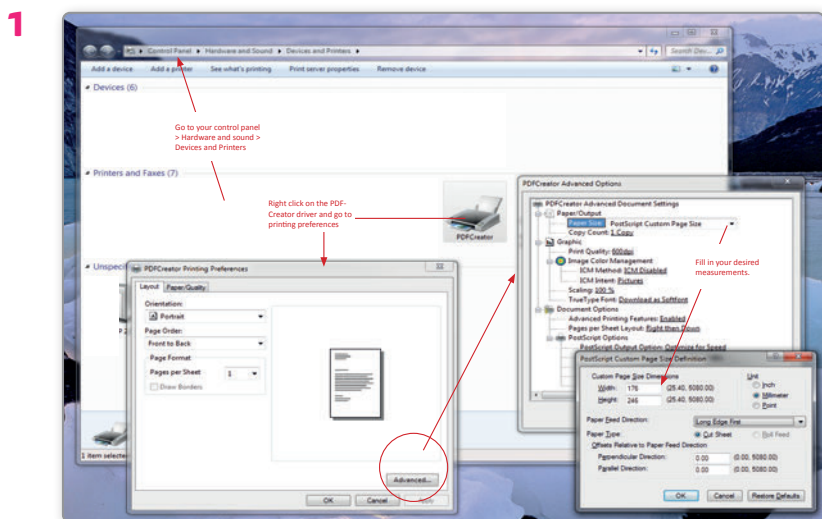 1
Control Panel ▸ Hardware and Sound ▸ Devices and Printers ▸
Search Dev...
Add a device Add a printer See what's printing Print server properties Remove device
Devices (6)
Go to your control panel
> Hardware and sound >
Devices and Printers
Printers and Faxes (7)
Right click on the PDF-
Creator driver and go to
printing preferences
PDFCreator
Unspeci
1 item selecte
PDFCreator Printing Preferences
Layout Paper/Quality
Orientation:
Portrait
Page Order:
Front to Back
Page Format
Pages per Sheet 1
Draw Borders
Advanced...
OK Cancel Apply
PDFCreator Advanced Options
PDFCreator Advanced Document Settings
Paper/Output
Paper Size: PostScript Custom Page Size
Copy Count: 1 Copy
Graphic
Print Quality: 600dpi
Image Color Management
ICM Method: ICM Disabled
ICM Intent: Pictures
Scaling: 100 %
TrueType Font: Download as Softfont
Document Options
Advanced Printing Features: Enabled
Pages per Sheet Layout: Right then Down
PostScript Options
PostScript Output Option: Optimize for Speed
Fill in your desired
measurements.
PostScript Custom Page Size Definition
Custom Page Size Dimensions Unit
Width: 176 (25.40, 5080.00) Inch
Height: 246 (25.40, 5080.00) Millimeter
Point
Paper Feed Direction: Long Edge First
Paper Type: Cut Sheet Roll Feed
Offsets Relative to Paper Feed Direction
Perpendicular Direction: 0.00 (0.00, 5080.00)
Parallel Direction: 0.00 (0.00, 5080.00)
OK Cancel Restore Defaults